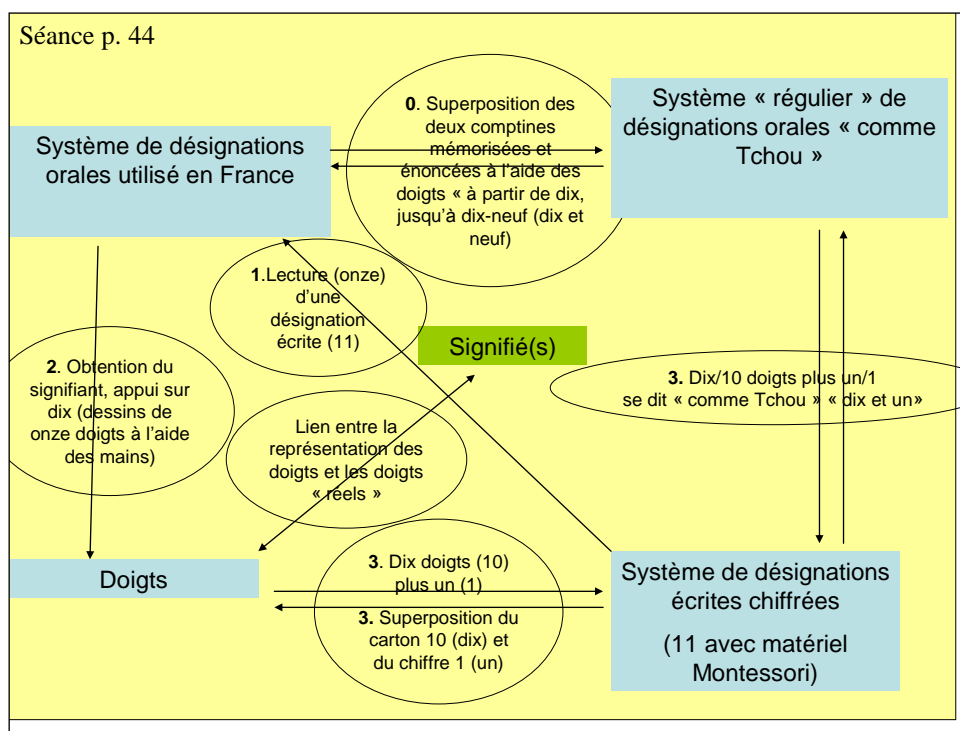 Séance p. 44
0. Superposition des
deux comptines
mémorisées et
énoncées à l'aide des
doigts « à partir de dix,
jusqu'à dix-neuf (dix et
neuf)
Système « régulier » de
désignations orales « comme
Tchou »
Système de désignations
orales utilisé en France
1.Lecture (onze)
d'une
désignation
écrite (11)
Signifié(s)
2. Obtention du
signifiant, appui sur
dix (dessins de
onze doigts à l'aide
des mains)
3. Dix/10 doigts plus un/1
se dit « comme Tchou » « dix et un»
Lien entre la
représentation des
doigts et les doigts
« réels »
Doigts
3. Dix doigts (10)
plus un (1)
3. Superposition du
carton 10 (dix) et
du chiffre 1 (un)
Système de désignations
écrites chiffrées
(11 avec matériel
Montessori)